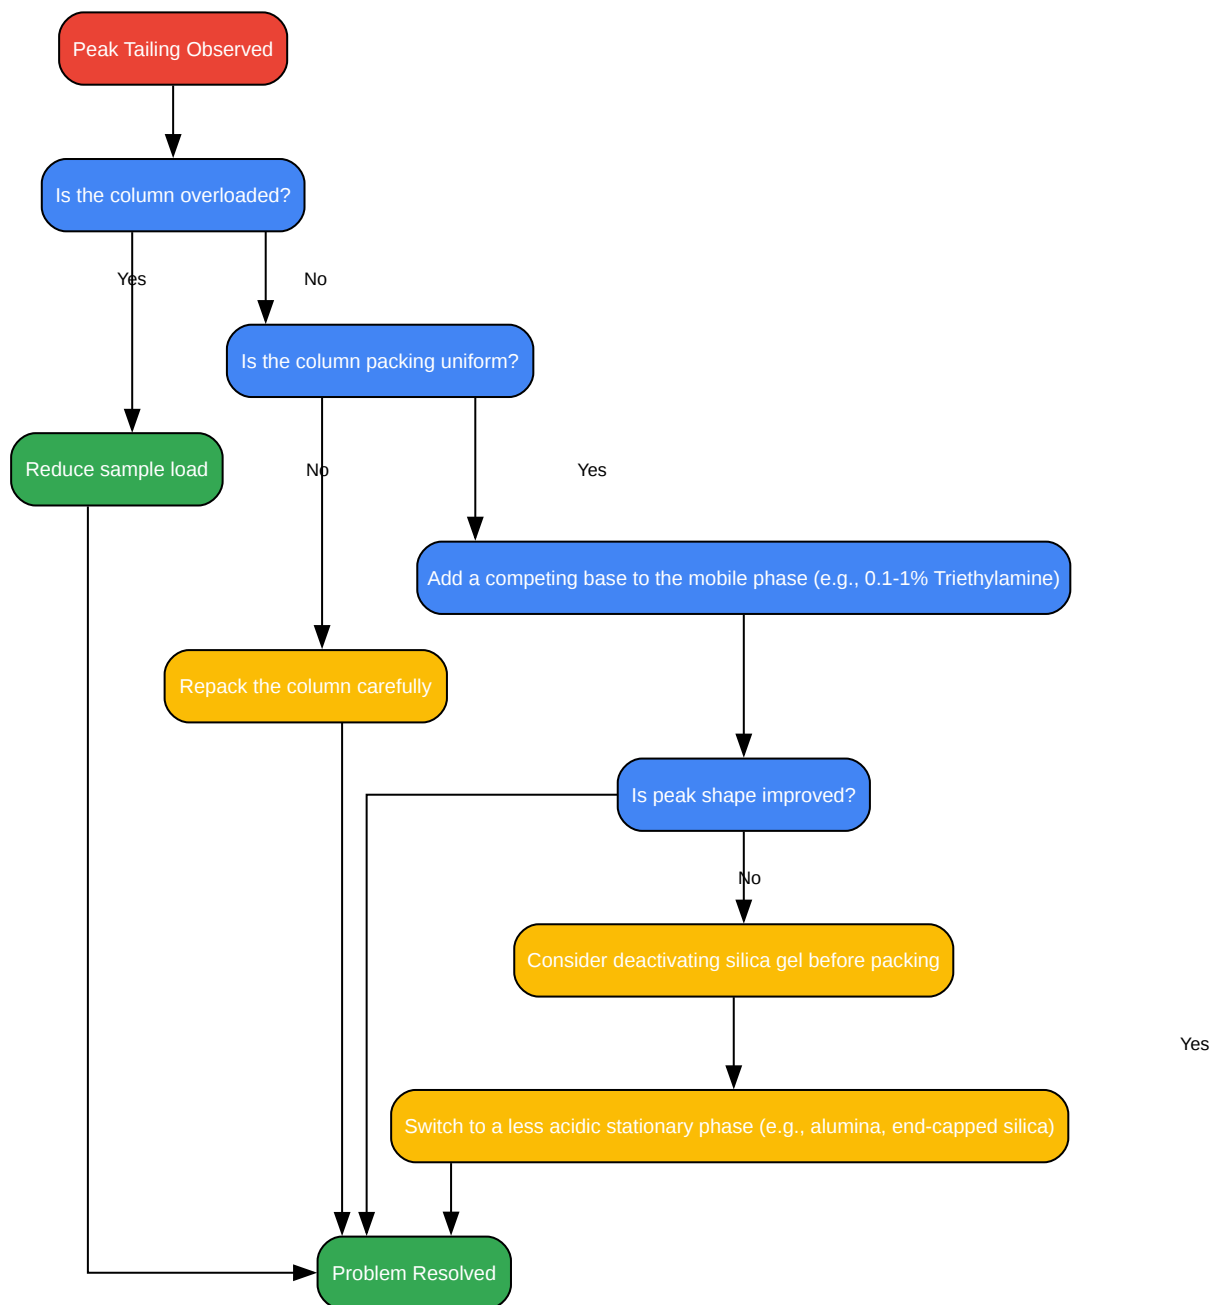 Peak Tailing Observed
Is the column overloaded?
Yes
No
Is the column packing uniform?
Reduce sample load
No
Yes
Add a competing base to the mobile phase (e.g., 0.1-1% Triethylamine)
Repack the column carefully
Is peak shape improved?
No
Consider deactivating silica gel before packing
Yes
Switch to a less acidic stationary phase (e.g., alumina, end-capped silica)
Problem Resolved